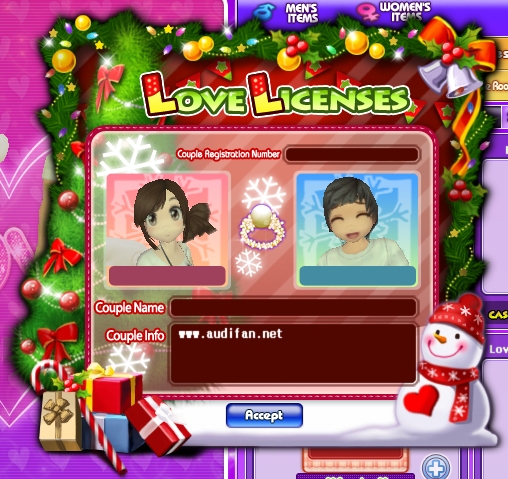 MEN'S
ITEMS
WOMEN'S
ITEMS
LOVE LICENSES
Couple Registration Number
Couple Name
Couple Info
www.audifan.net
Accept